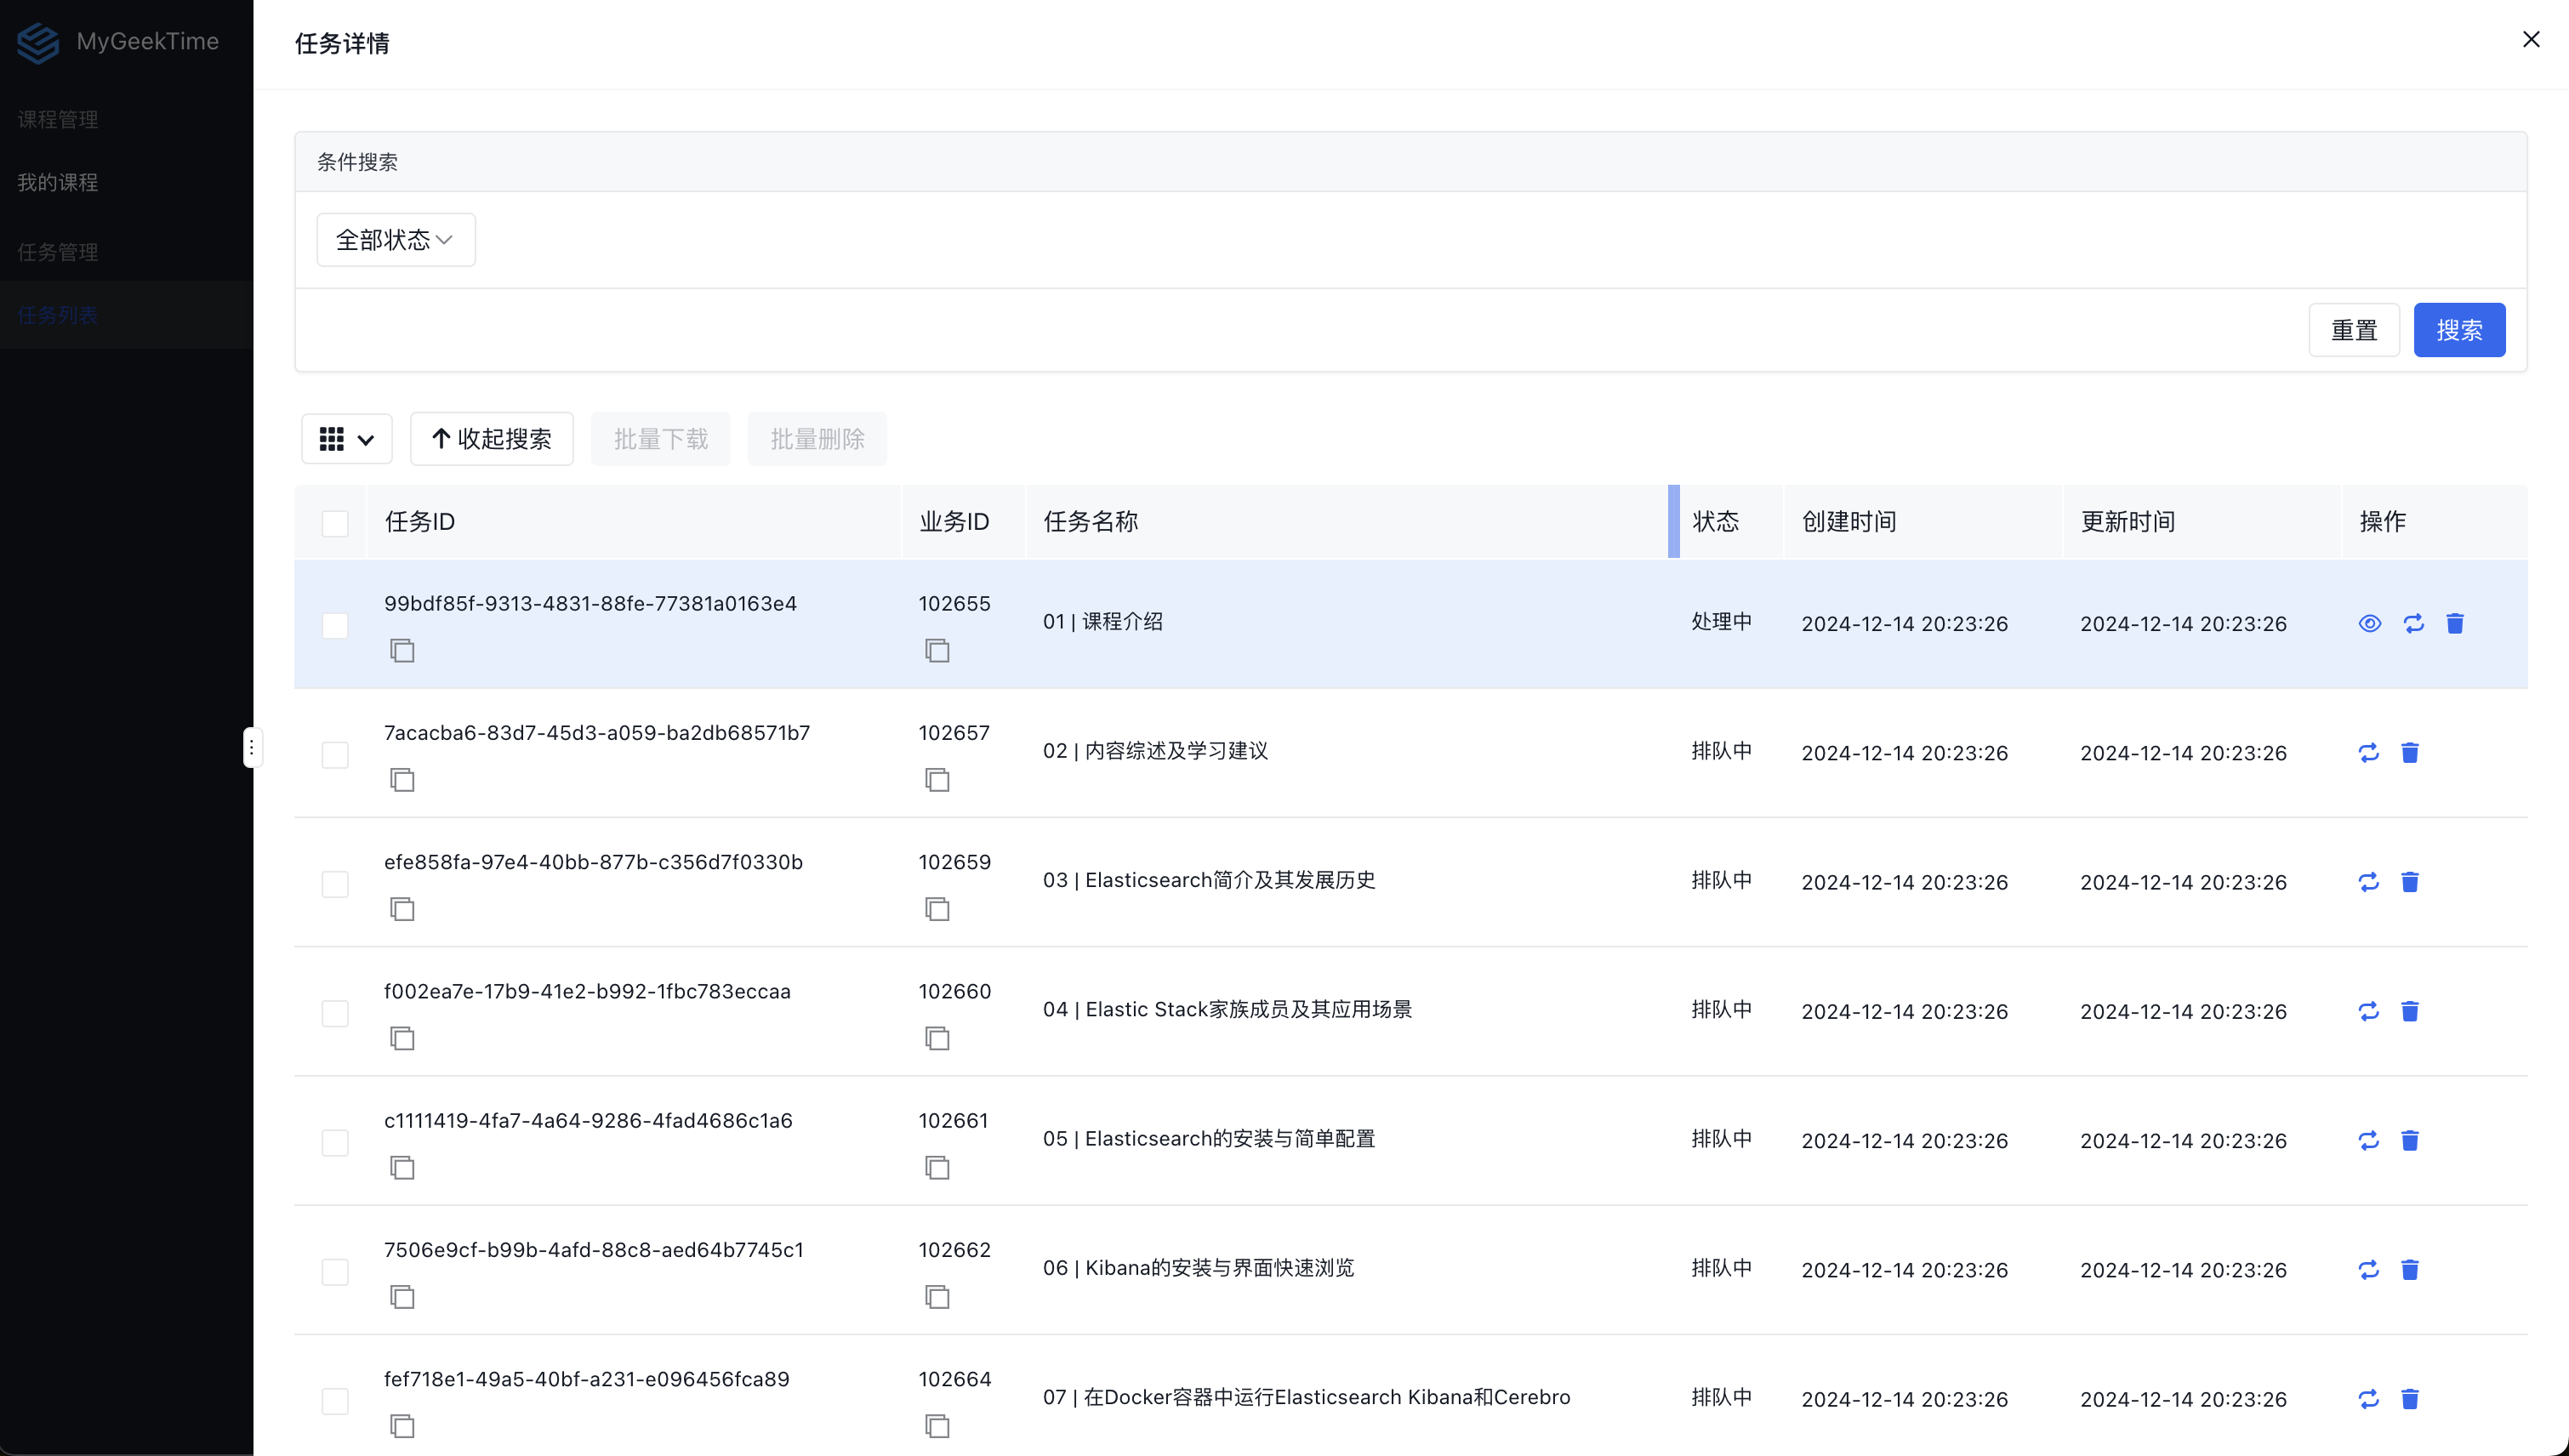 MyGeekTime
课程管理
我的课程
任务管理
任务列表
任务详情
条件搜索
全部状态
重置 搜索
收起搜索 批量下载 批量删除
任务ID 业务ID 任务名称 状态 创建时间 更新时间 操作
99bdf85f-9313-4831-88fe-77381a0163e4 102655 01 | 课程介绍 处理中 2024-12-14 20:23:26 2024-12-14 20:23:26
7acacba6-83d7-45d3-a059-ba2db68571b7 102657 02 | 内容综述及学习建议 排队中 2024-12-14 20:23:26 2024-12-14 20:23:26
efe858fa-97e4-40bb-877b-c356d7f0330b 102659 03 | Elasticsearch简介及其发展历史 排队中 2024-12-14 20:23:26 2024-12-14 20:23:26
f002ea7e-17b9-41e2-b992-1fbc783eccaa 102660 04 | Elastic Stack家族成员及其应用场景 排队中 2024-12-14 20:23:26 2024-12-14 20:23:26
c1111419-4fa7-4a64-9286-4fad4686c1a6 102661 05 | Elasticsearch的安装与简单配置 排队中 2024-12-14 20:23:26 2024-12-14 20:23:26
7506e9cf-b99b-4afd-88c8-aed64b7745c1 102662 06 | Kibana的安装与界面快速浏览 排队中 2024-12-14 20:23:26 2024-12-14 20:23:26
fef718e1-49a5-40bf-a231-e096456fca89 102664 07 | 在Docker容器中运行Elasticsearch Kibana和Cerebro 排队中 2024-12-14 20:23:26 2024-12-14 20:23:26